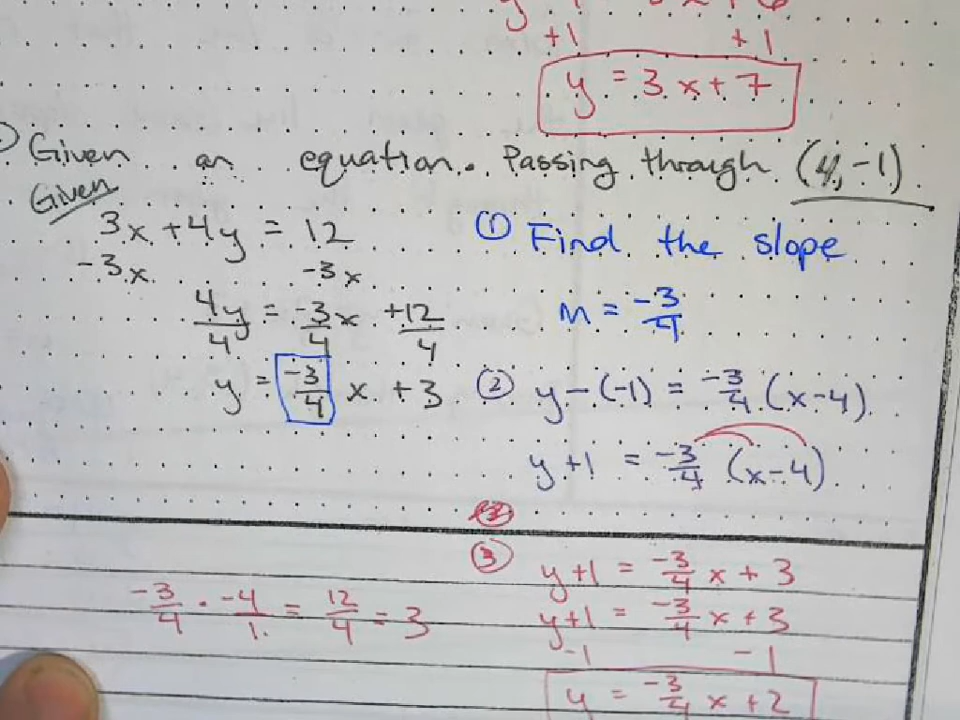 +1 +1
y = 3x + 7
Given an equation. Passing through (4, -1)
Given
3x + 4y = 12
-3x -3x
4y/4 = -3/4 x + 12/4
y = -3/4 x + 3
① Find the slope
m = -3/4
② y - (-1) = -3/4 (x - 4)
y + 1 = -3/4 (x - 4)
③ y + 1 = -3/4 x + 3
-3/4 · -4/1 = 12/4 = 3
y + 1 = -3/4 x + 3
-1 -1
y = -3/4 x + 2